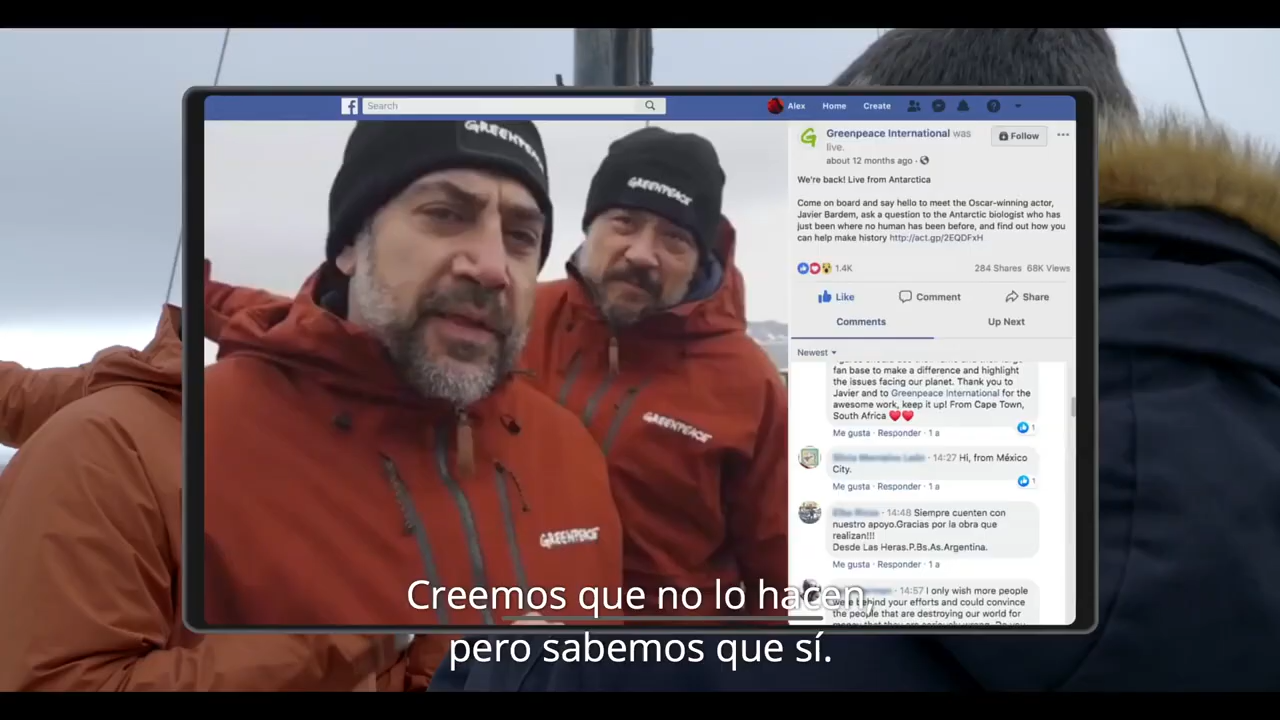 Search
Alex
Home
Create
GREENPEACE
GREENPEACE
GREENPEACE
GREENPEACE
Greenpeace International was
live.
Follow
about 12 months ago ·
We're back! Live from Antarctica
Come on board and say hello to meet the Oscar-winning actor,
Javier Bardem, ask a question to the Antarctic biologist who has
just been where no human has been before, and find out how you
can help make history http://act.gp/2EQDFxH
1.4K
284 Shares 68K Views
Like
Comment
Share
Comments
Up Next
Newest
fan base to make a difference and highlight
the issues facing our planet. Thank you to
Javier and to Greenpeace International for the
awesome work, keep it up! From Cape Town,
South Africa ❤️❤️
Me gusta · Responder · 1 a
1
· 14:27 Hi, from México
City.
Me gusta · Responder · 1 a
1
· 14:48 Siempre cuenten con
nuestro apoyo.Gracias por la obra que
realizan!!!
Desde Las Heras.P.Bs.As.Argentina.
Me gusta · Responder · 1 a
· 14:57 I only wish more people
were behind your efforts and could convince
the people that are destroying our world for
Creemos que no lo hacen,
pero sabemos que sí.